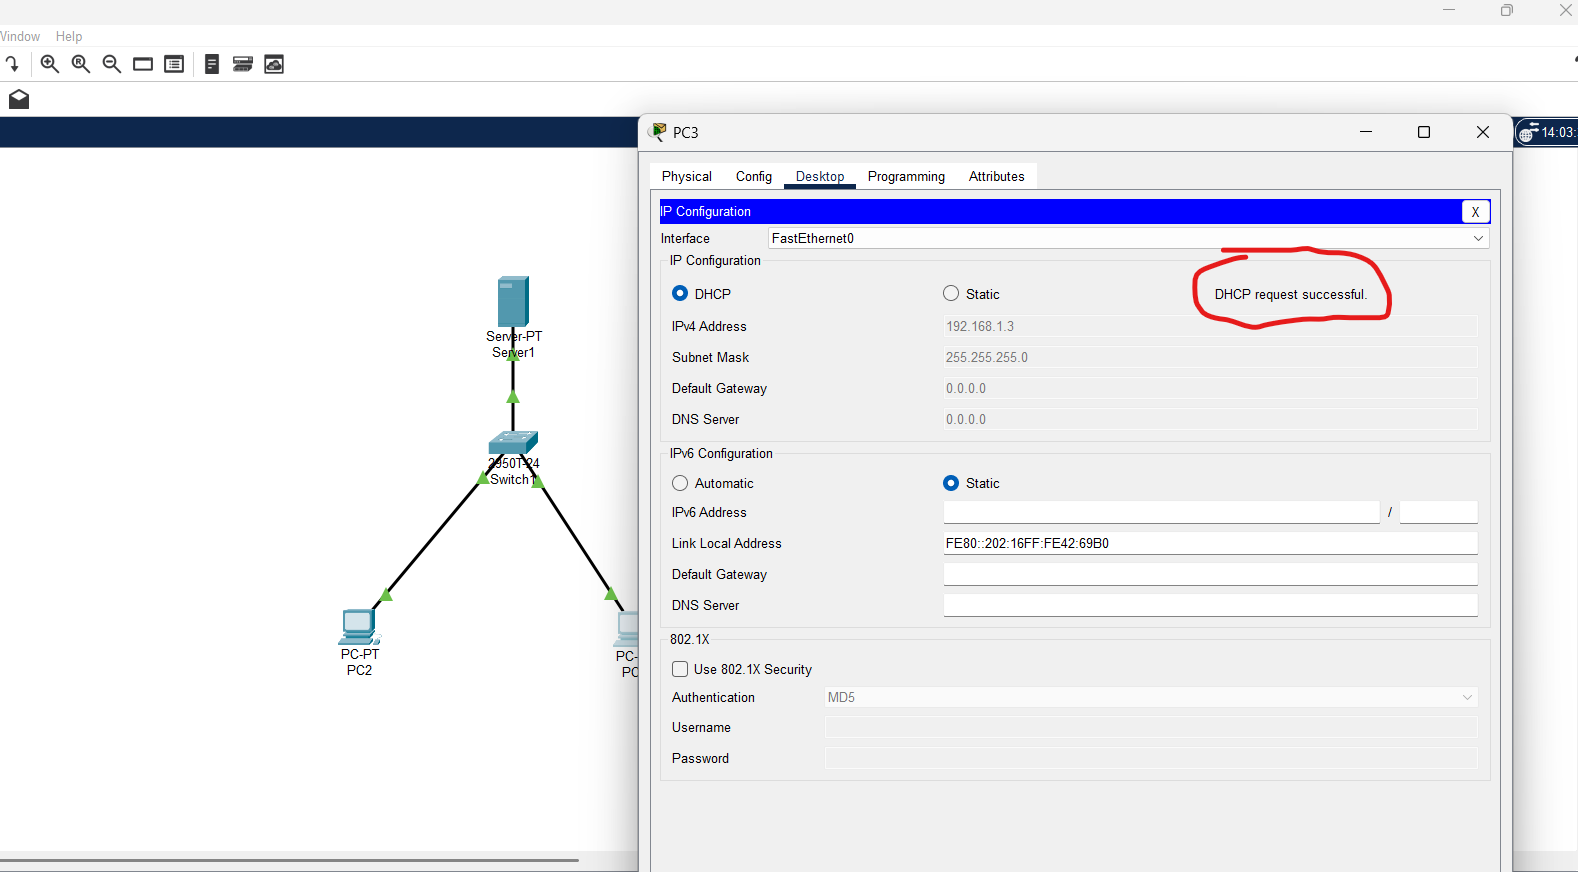 Window Help
14:03:
PC3
Physical Config Desktop Programming Attributes
IP Configuration X
Interface FastEthernet0
IP Configuration
DHCP Static DHCP request successful.
IPv4 Address 192.168.1.3
Subnet Mask 255.255.255.0
Default Gateway 0.0.0.0
DNS Server 0.0.0.0
IPv6 Configuration
Automatic Static
IPv6 Address /
Link Local Address FE80::202:16FF:FE42:69B0
Default Gateway
DNS Server
802.1X
Use 802.1X Security
Authentication MD5
Username
Password
Server-PT
Server1
2950T-24
Switch1
PC-PT
PC2
PC-
PC